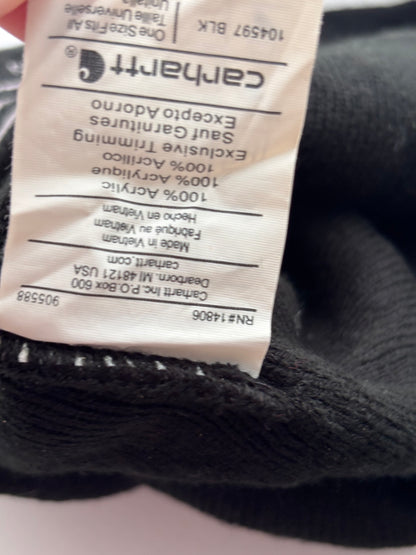 One Size Fits All
Taille Universelle
104597 BLK
carhartt®
100% Acrylic
100% Acrylique
100% Acrílico
Exclusive Trimming
Sauf Garnitures
Excepto Adorno
Made in Vietnam
Fabriqué au Vietnam
Hecho en Vietnam
Carhartt Inc. P.O. Box 600
Dearborn, MI 48121 USA
carhartt.com
RN#14806
905588